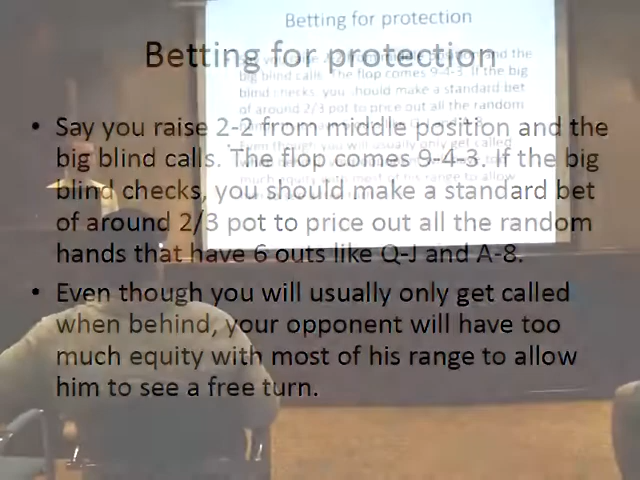 Betting for protection
Betting for protection
• Say you raise 2-2 from middle position and the
big blind calls. The flop comes 9-4-3. If the big
blind checks, you should make a standard bet
of around 2/3 pot to price out all the random
hands that have 6 outs like Q-J and A-8.
• Even though you will usually only get called
when behind, your opponent will have too
much equity with most of his range to allow
him to see a free turn.